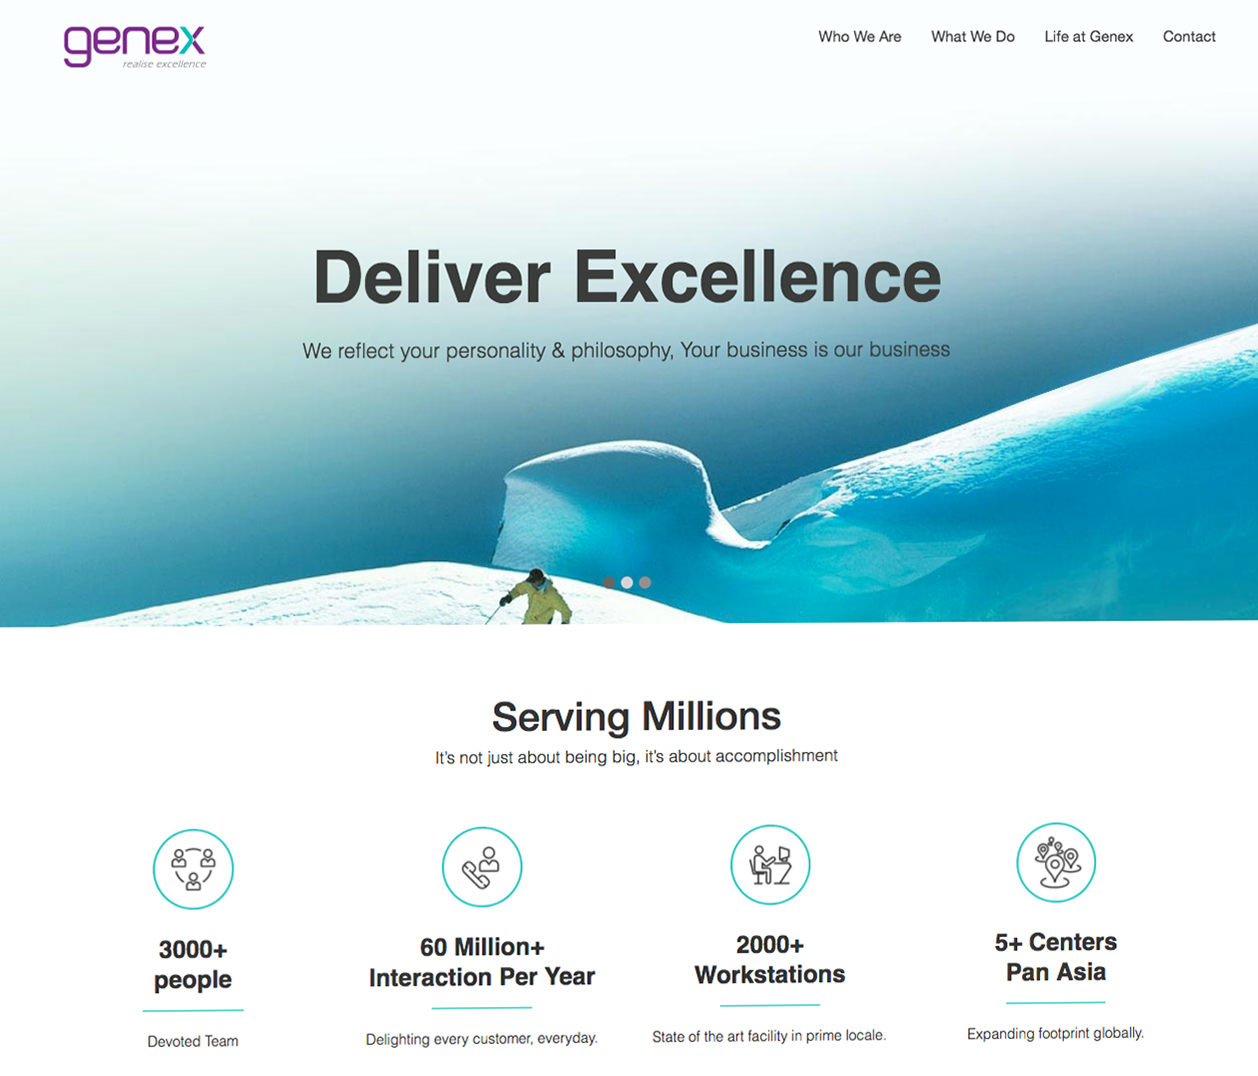 genex
realise excellence
Who We Are What We Do Life at Genex Contact
Deliver Excellence
We reflect your personality & philosophy, Your business is our business
Serving Millions
It's not just about being big, it's about accomplishment
3000+
people
Devoted Team
60 Million+
Interaction Per Year
Delighting every customer, everyday.
2000+
Workstations
State of the art facility in prime locale.
5+ Centers
Pan Asia
Expanding footprint globally.